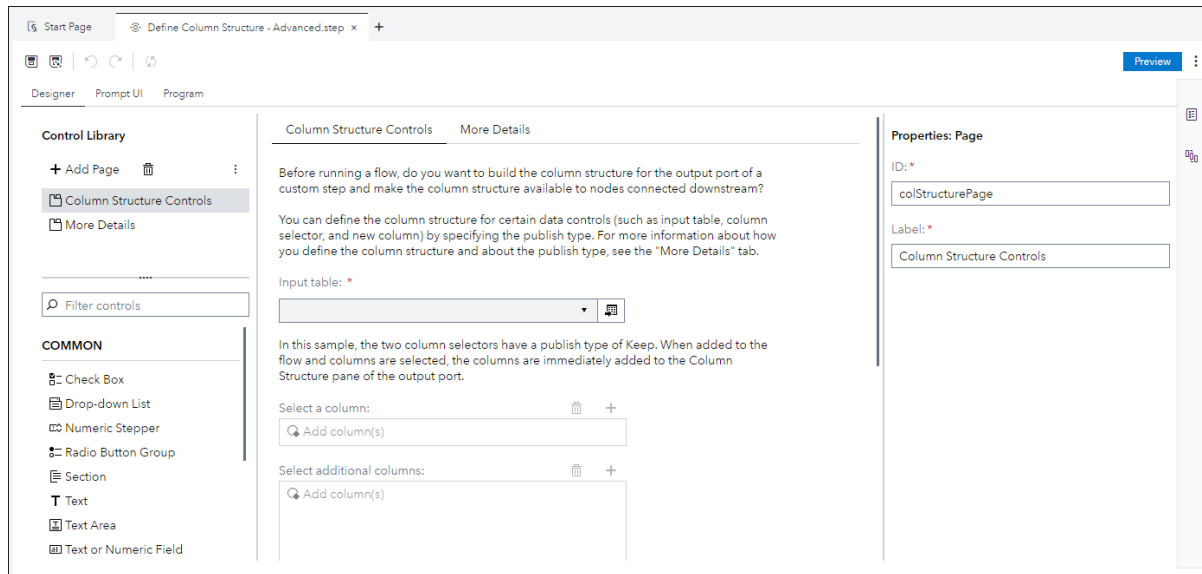 Start Page
Define Column Structure - Advanced.step
Preview
Designer
Prompt UI
Program
Control Library
Add Page
Column Structure Controls
More Details
Filter controls
COMMON
Check Box
Drop-down List
Numeric Stepper
Radio Button Group
Section
Text
Text Area
Text or Numeric Field
Column Structure Controls
More Details
Before running a flow, do you want to build the column structure for the output port of a
custom step and make the column structure available to nodes connected downstream?
You can define the column structure for certain data controls (such as input table, column
selector, and new column) by specifying the publish type. For more information about how
you define the column structure and about the publish type, see the "More Details" tab.
Input table: *
In this sample, the two column selectors have a publish type of Keep. When added to the
flow and columns are selected, the columns are immediately added to the Column
Structure pane of the output port.
Select a column:
Add column(s)
Select additional columns:
Add column(s)
Properties: Page
ID: *
colStructurePage
Label: *
Column Structure Controls